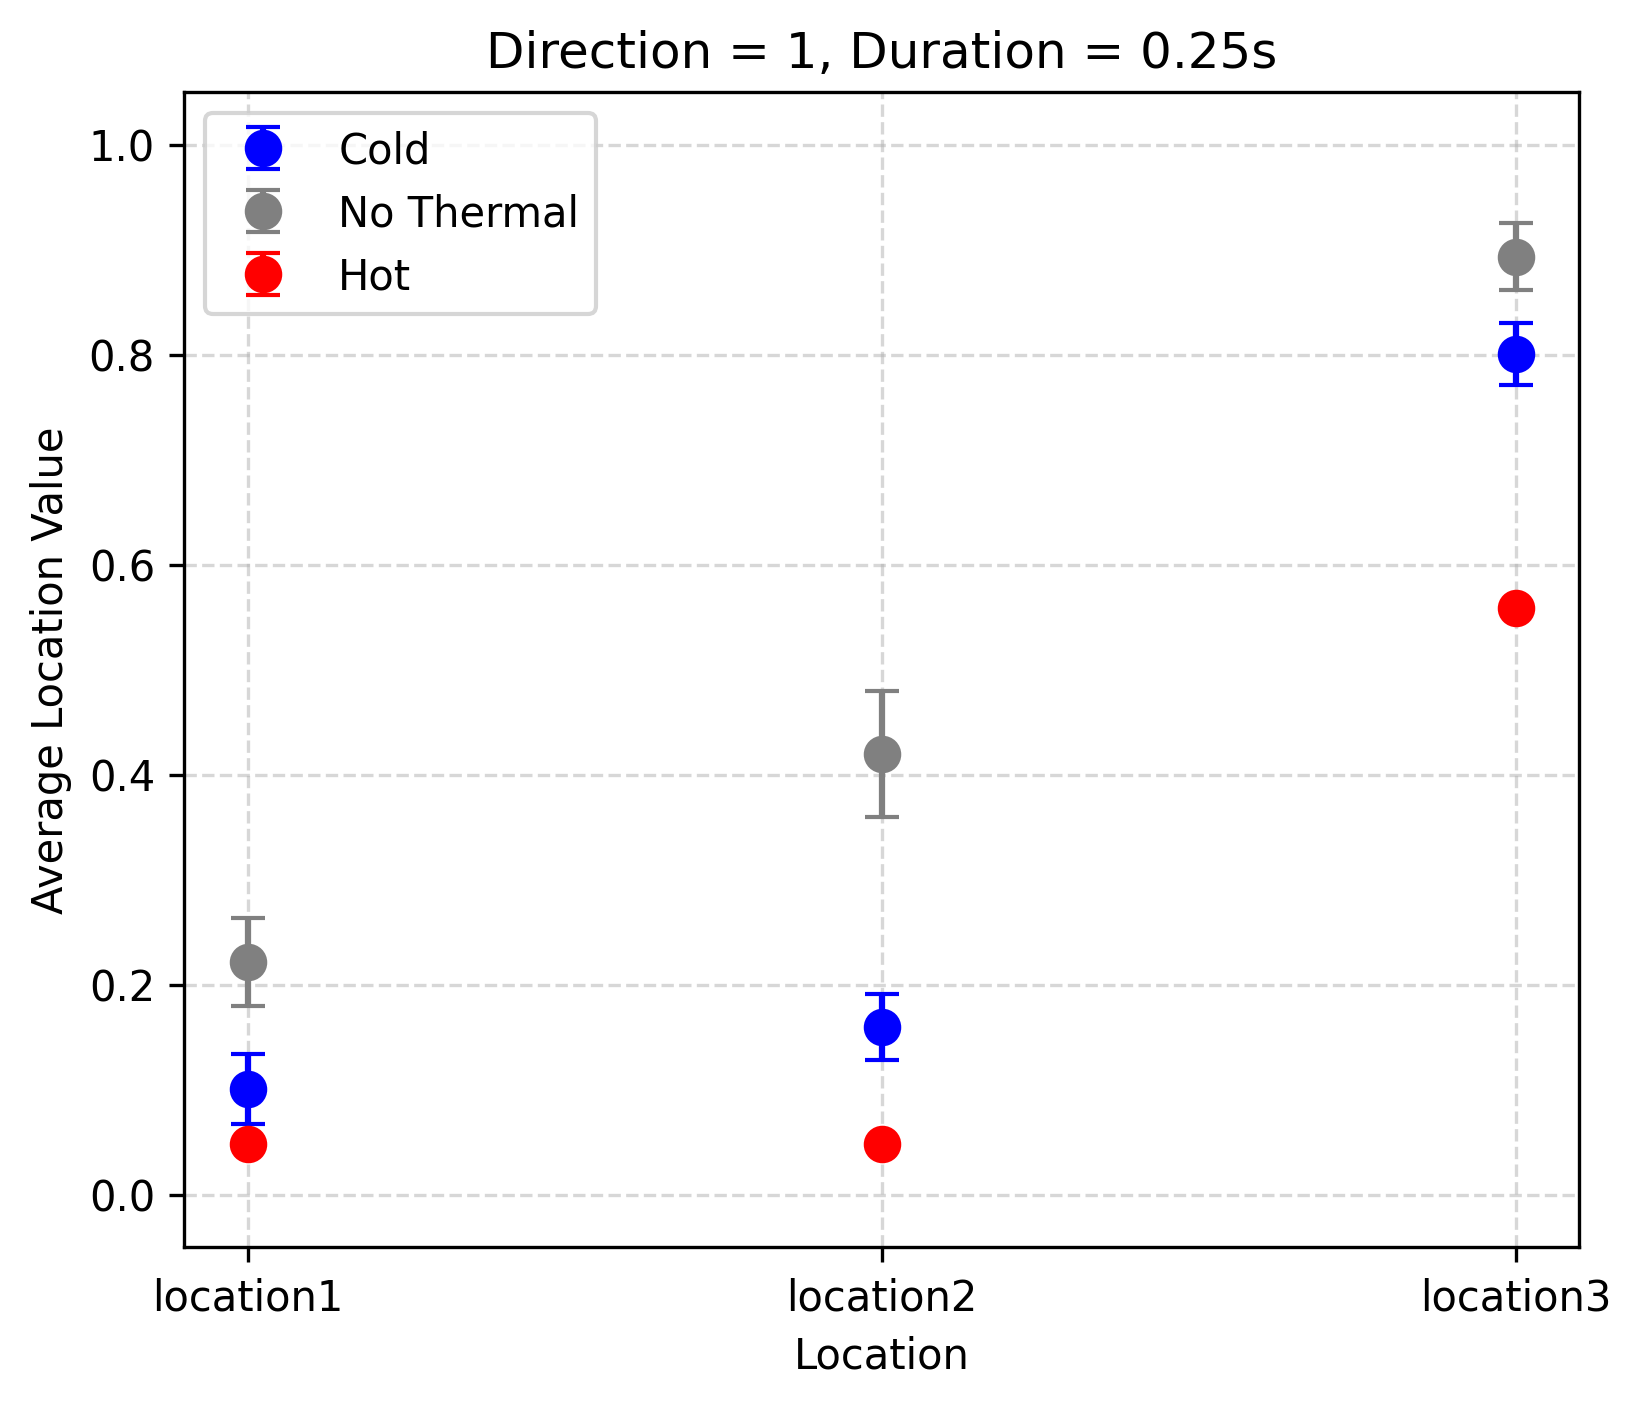 Direction = 1, Duration = 0.25s
Cold
No Thermal
Hot
1.0
0.8
0.6
0.4
0.2
0.0
Average Location Value
location1
location2
location3
Location